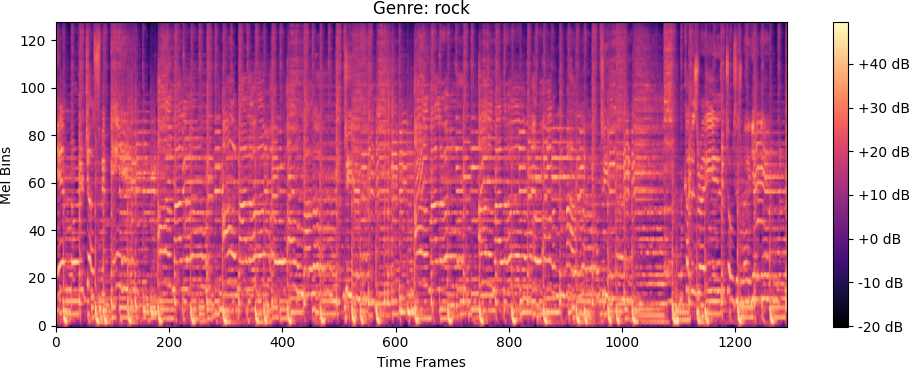 Genre: rock
120
100
80
60
40
20
0
Mel Bins
0 200 400 600 800 1000 1200
Time Frames
+40 dB
+30 dB
+20 dB
+10 dB
+0 dB
-10 dB
-20 dB